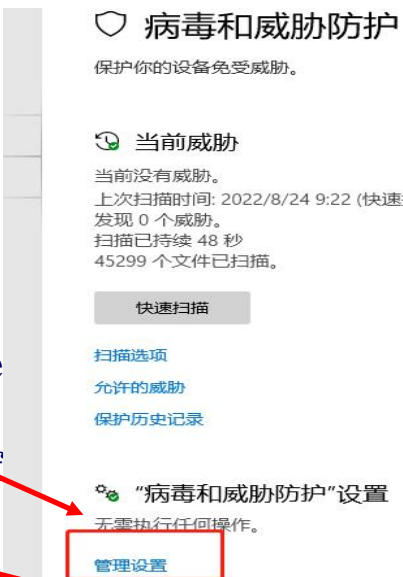 病毒和威胁防护
保护你的设备免受威胁。
当前威胁
当前没有威胁。
上次扫描时间: 2022/8/24 9:22 (快速
发现 0 个威胁。
扫描已持续 48 秒
45299 个文件已扫描。
快速扫描
扫描选项
允许的威胁
保护历史记录
“病毒和威胁防护”设置
无需执行任何操作。
管理设置